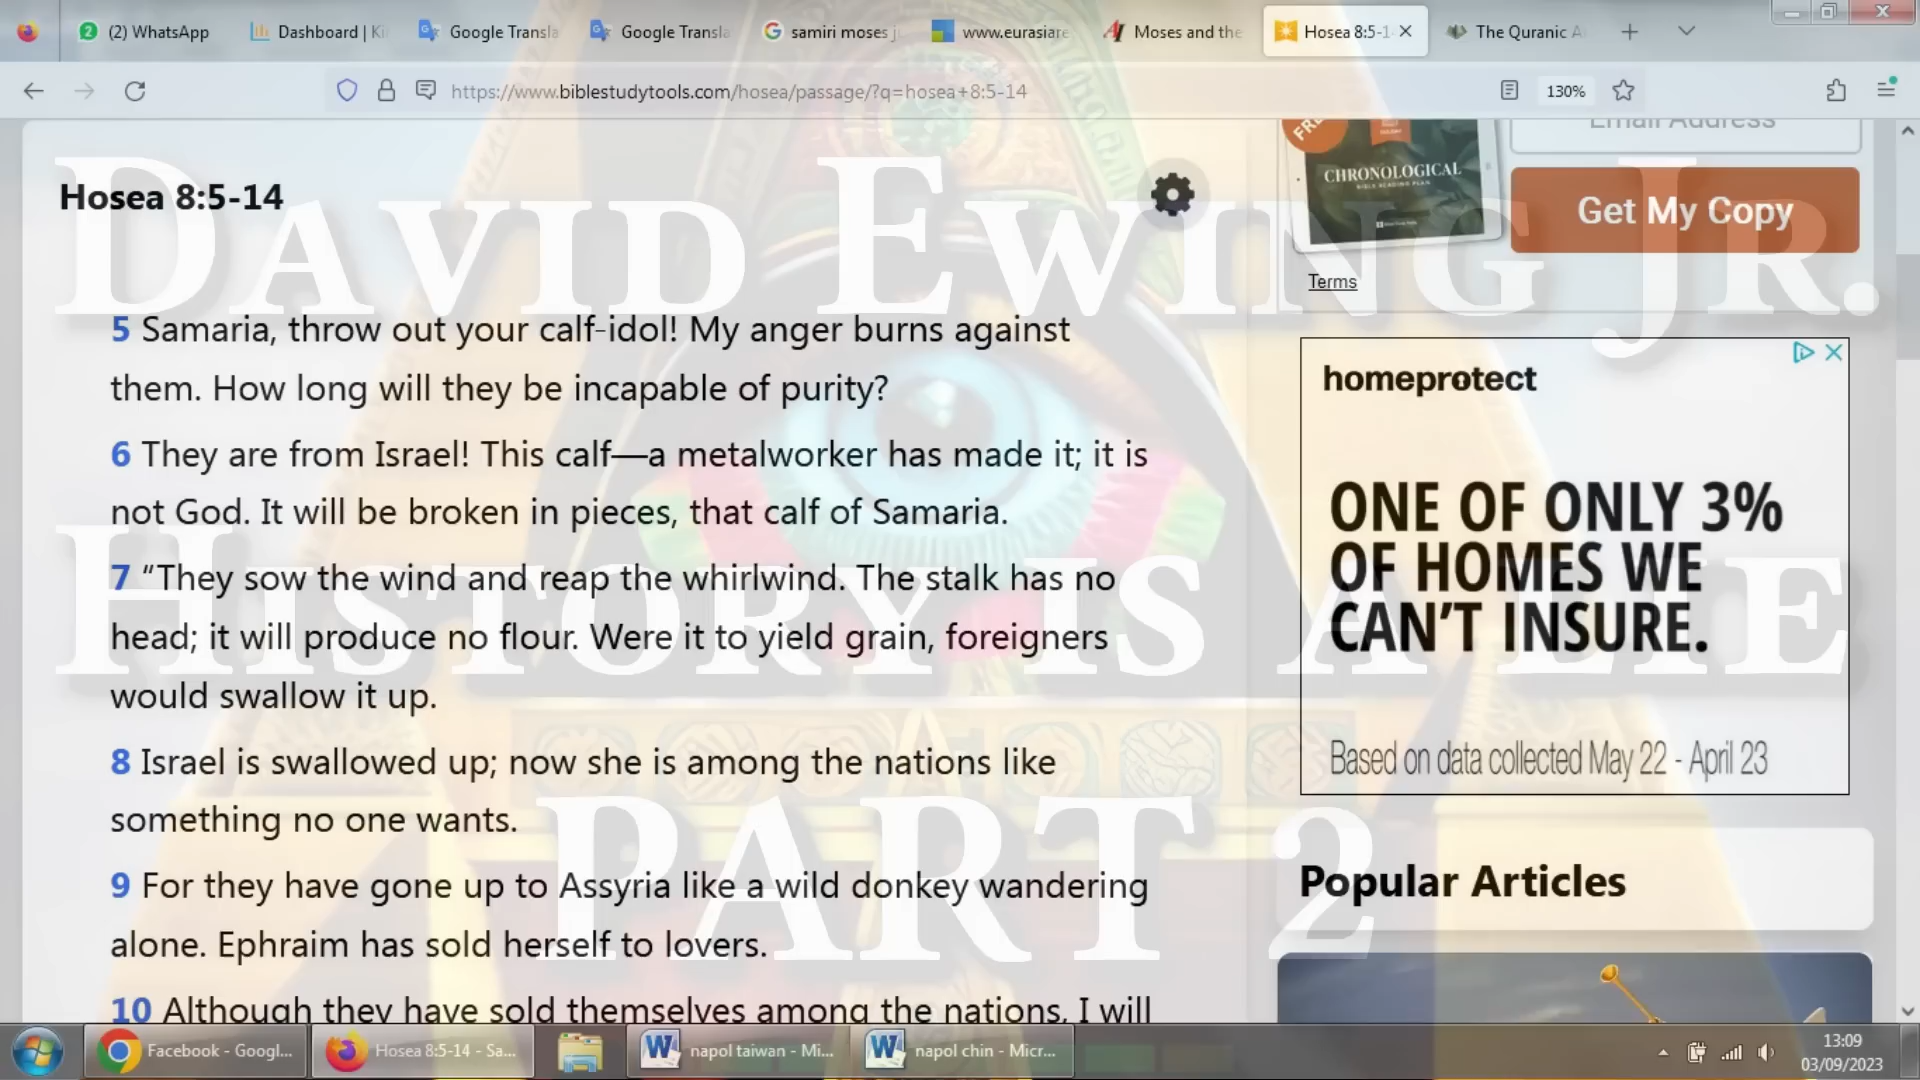 (2) WhatsApp
Dashboard | Ki
Google Transla
Google Transla
samiri moses j
www.eurasiare
Moses and the
Hosea 8:5-1
The Quranic A
https://www.biblestudytools.com/hosea/passage/?q=hosea+8:5-14
130%
Email Address
FREE
CHRONOLOGICAL
BIBLE READING PLAN
Get My Copy
Terms
DAVID EWING JR.
HISTORY IS A LIE
PART 2
Hosea 8:5-14
5 Samaria, throw out your calf-idol! My anger burns against
them. How long will they be incapable of purity?
6 They are from Israel! This calf—a metalworker has made it; it is
not God. It will be broken in pieces, that calf of Samaria.
7 “They sow the wind and reap the whirlwind. The stalk has no
head; it will produce no flour. Were it to yield grain, foreigners
would swallow it up.
8 Israel is swallowed up; now she is among the nations like
something no one wants.
9 For they have gone up to Assyria like a wild donkey wandering
alone. Ephraim has sold herself to lovers.
10 Although they have sold themselves among the nations, I will
homeprotect
ONE OF ONLY 3%
OF HOMES WE
CAN'T INSURE.
Based on data collected May 22 - April 23
Popular Articles
Facebook - Googl...
Hosea 8:5-14 - Sa...
napol taiwan - Mi...
napol chin - Micr...
13:09
03/09/2023